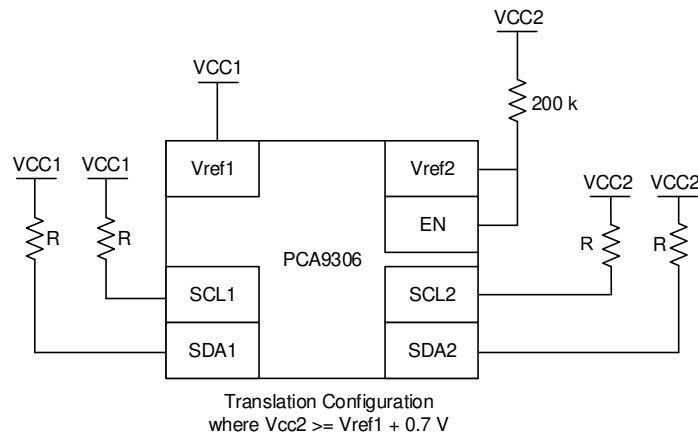 VCC2
VCC1
200 k
VCC1 VCC1
Vref1
Vref2
VCC2 VCC2
EN
R
R
R
R
PCA9306
SCL1
SCL2
SDA1
SDA2
Translation Configuration
where Vcc2 >= Vref1 + 0.7 V